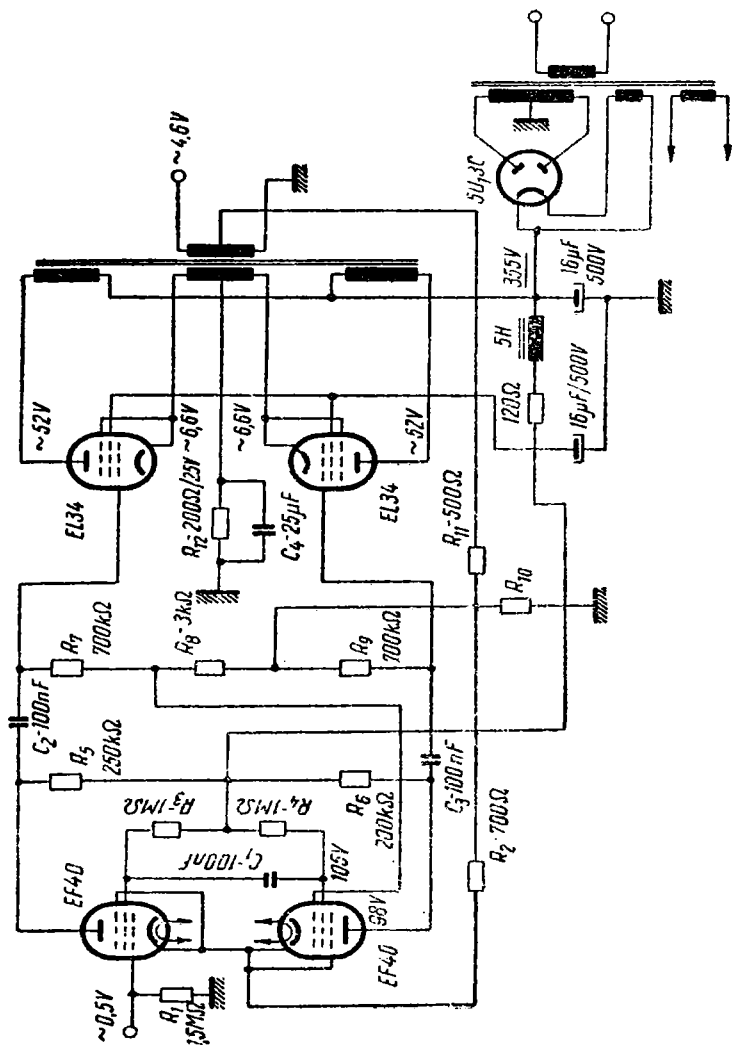 ~4,6V
5U3C
355V
16µF
500V
5H
120Ω
16µF/500V
~52V
EL34
~6,6V
R12-200Ω/25V
C4-25µF
~6,6V
~52V
EL34
R11-500Ω
R10
R7
700kΩ
R8-3kΩ
R9
700kΩ
C2-100nF
R5
250kΩ
R6
200kΩ
C3-100nF
R2-700Ω
R3-1MΩ
R4-1MΩ
C1-100nF
105V
98V
EF40
EF40
~0,5V
R1
1,5MΩ